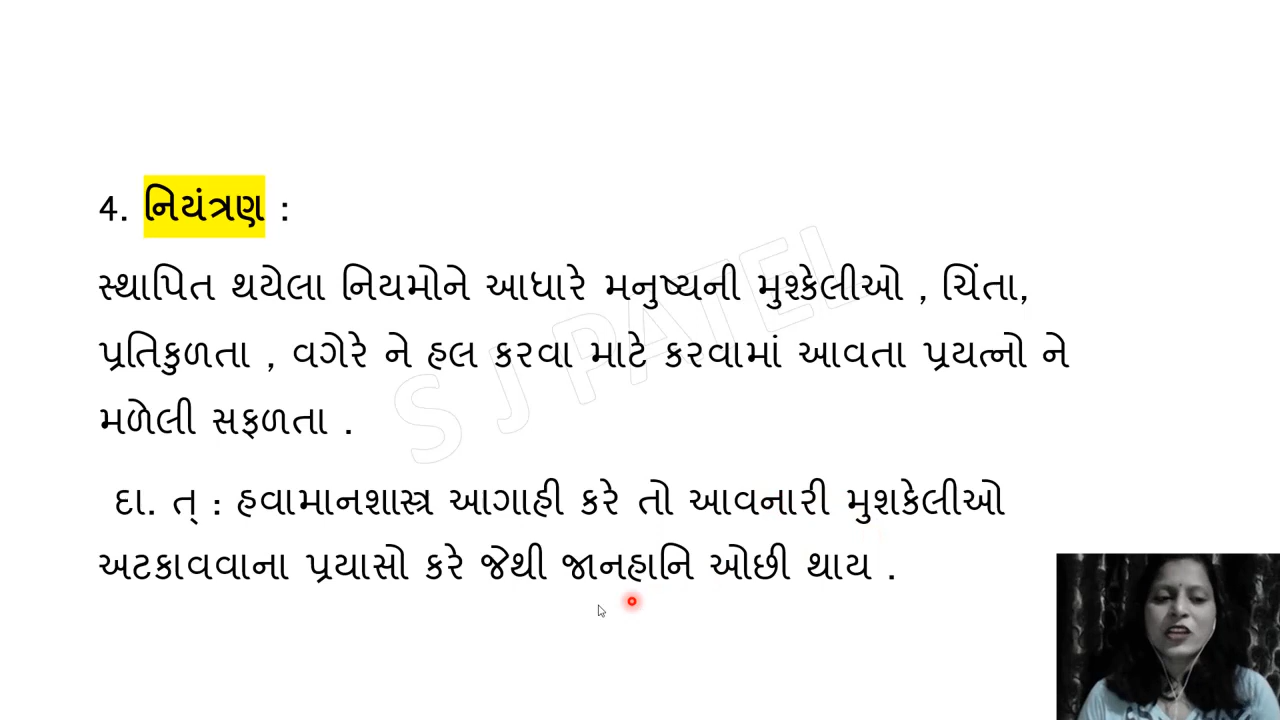 4. નિયંત્રણ :
સ્થાપિત થયેલા નિયમોને આધારે મનુષ્યની મુશ્કેલીઓ , ચિંતા,
પ્રતિકુળતા , વગેરે ને હલ કરવા માટે કરવામાં આવતા પ્રયત્નો ને
મળેલી સફળતા .
દા. ત્ : હવામાનશાસ્ત્ર આગાહી કરે તો આવનારી મુશકેલીઓ
અટકાવવાના પ્રયાસો કરે જેથી જાનહાનિ ઓછી થાય .
S J PATEL